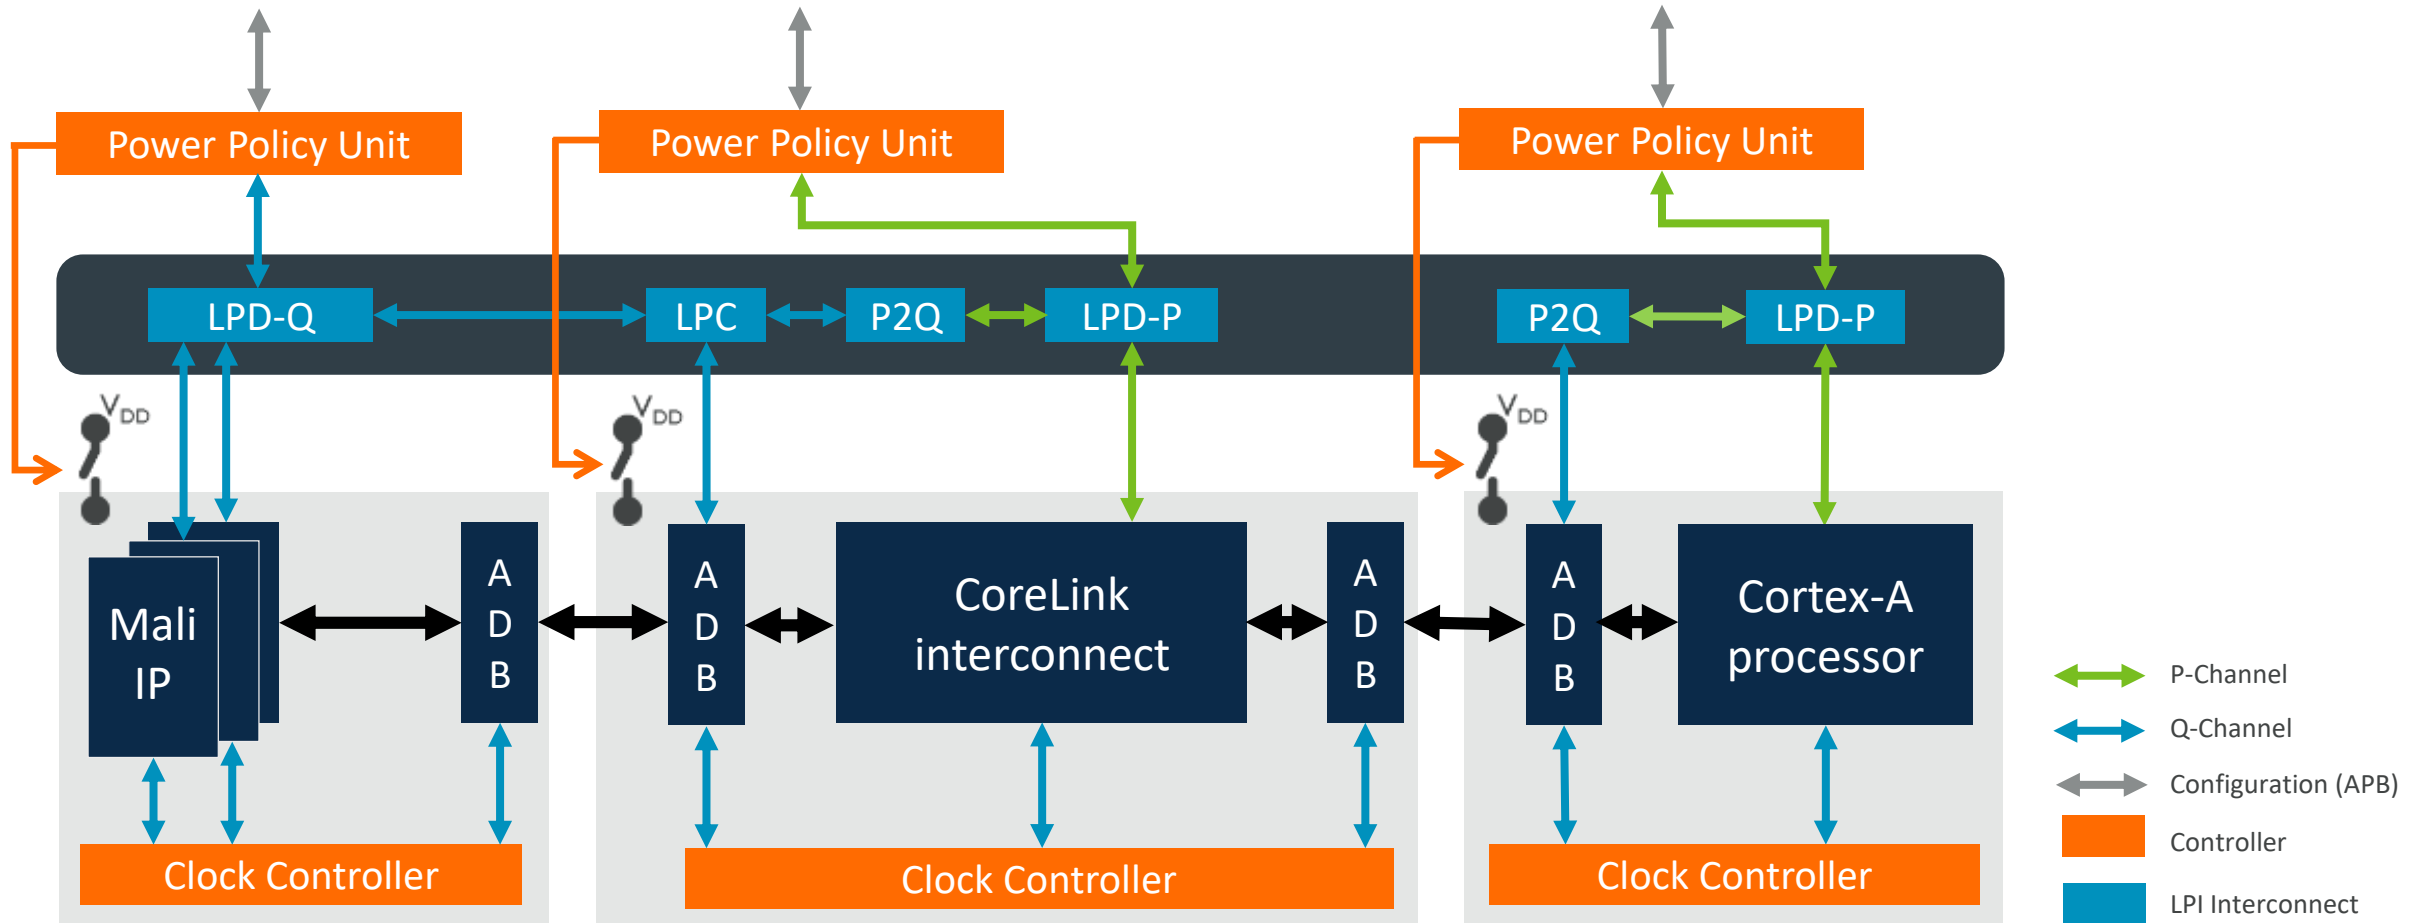 Power Policy Unit
Power Policy Unit
Power Policy Unit
LPD-Q
LPC
P2Q
LPD-P
P2Q
LPD-P
VDD
VDD
VDD
Mali
IP
A
D
B
A
D
B
CoreLink
interconnect
A
D
B
A
D
B
Cortex-A
processor
Clock Controller
Clock Controller
Clock Controller
P-Channel
Q-Channel
Configuration (APB)
Controller
LPI Interconnect